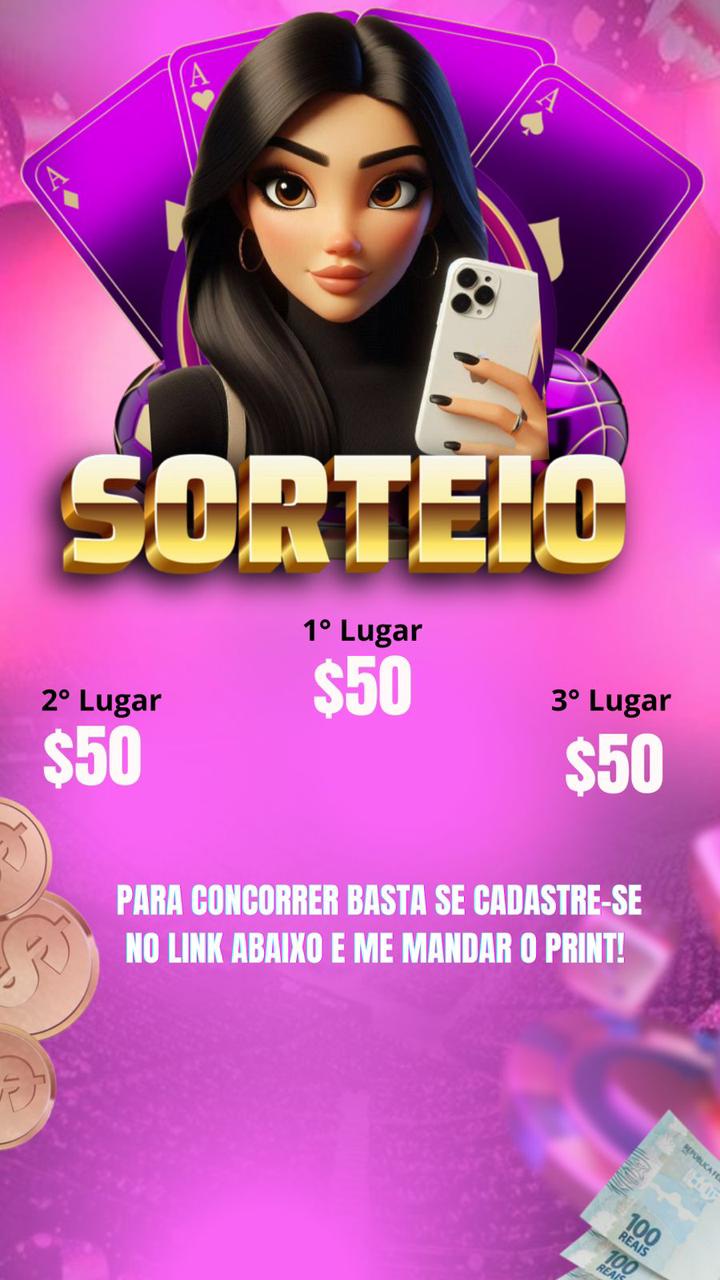 A
A
A
SORTEIO
1° Lugar
$50
2° Lugar
$50
3° Lugar
$50
PARA CONCORRER BASTA SE CADASTRE-SE
NO LINK ABAIXO E ME MANDAR O PRINT!
100
REAIS
100
REAIS